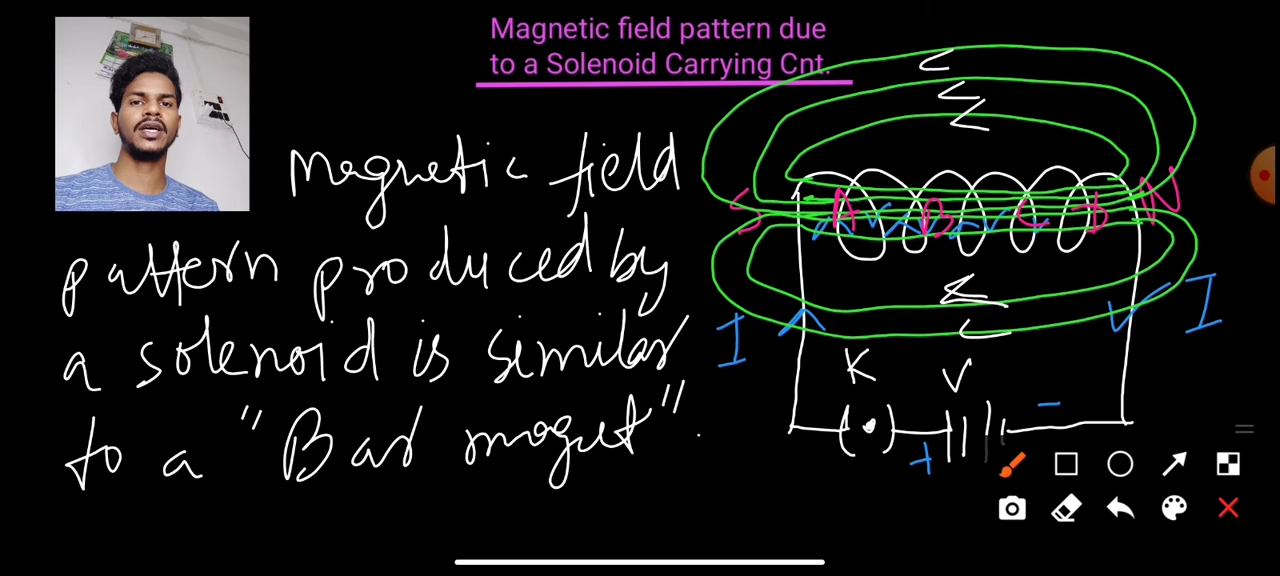 Magnetic field pattern due
to a Solenoid Carrying Cnt.
Magnetic field
pattern produced by
a solenoid is similar
to a "Bar magnet".
S A B C D N
I I
K V
+ -